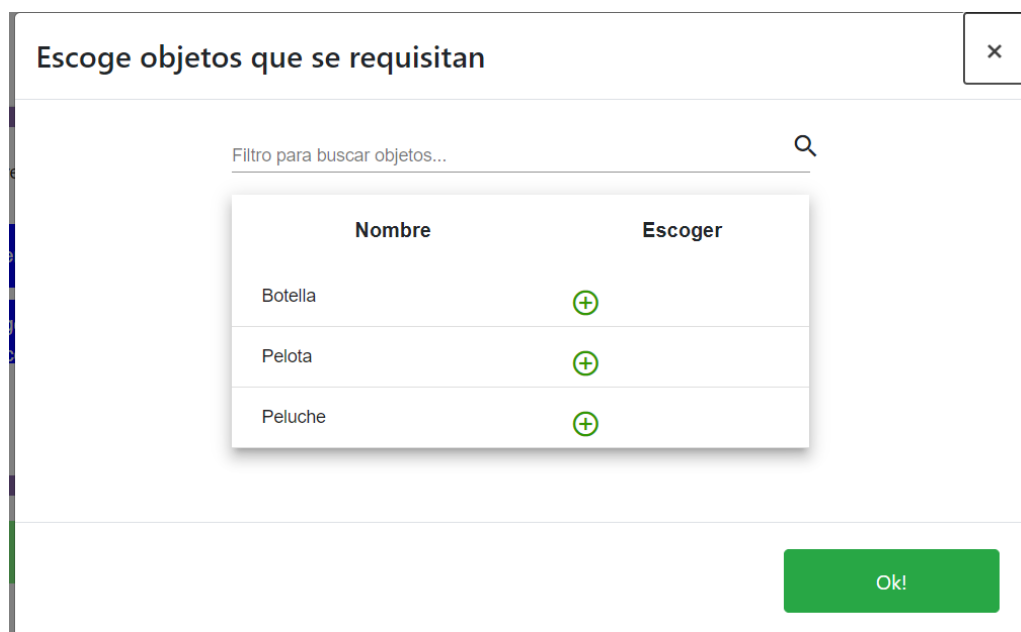 Escoge objetos que se requisitan
×
Filtro para buscar objetos...
Nombre Escoger
Botella
Pelota
Peluche
Ok!